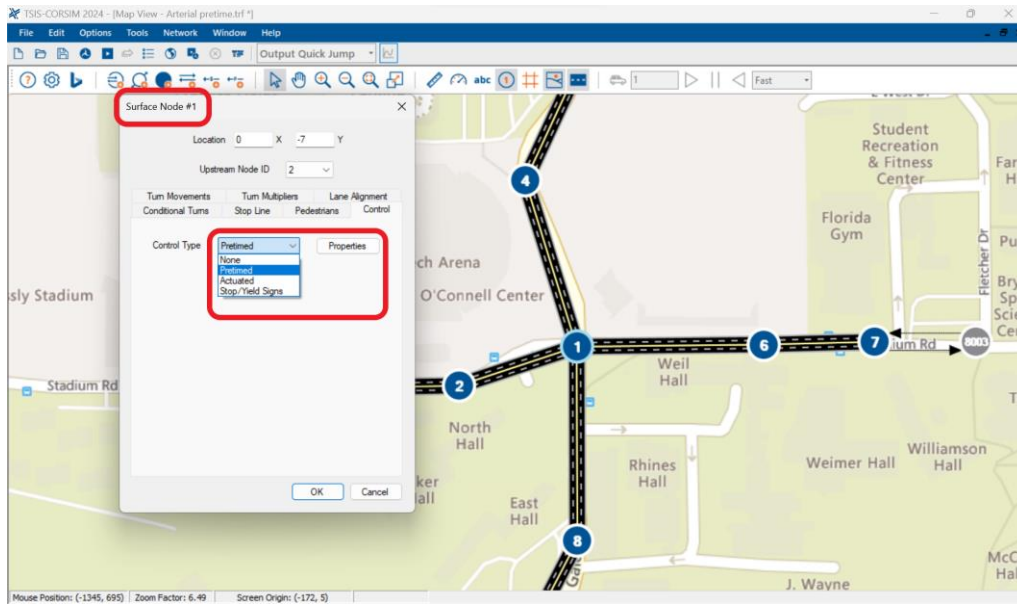 TSIS-CORSIM 2024 - [Map View - Arterial pretime.trf *]
File Edit Options Tools Network Window Help
Output Quick Jump
abc 1 1 Fast
Surface Node #1
Location 0 X -7 Y
Upstream Node ID 2
Turn Movements Turn Multipliers Lane Alignment
Conditional Turns Stop Line Pedestrians Control
Control Type Pretimed Properties
None
Pretimed
Actuated
Stop/Yield Signs
OK Cancel
Student
Recreation
& Fitness
Center
Florida
Gym
Fletcher Dr
4
O'Connell Center
Arena
Stadium
1
6
7
8003
um Rd
2
Stadium Rd
Weil
Hall
North
Hall
Rhines
Hall
Weimer Hall
Williamson
Hall
East
Hall
8
J. Wayne
Mouse Position: (-1345, 695) Zoom Factor: 6.49 Screen Origin: (-172, 5)